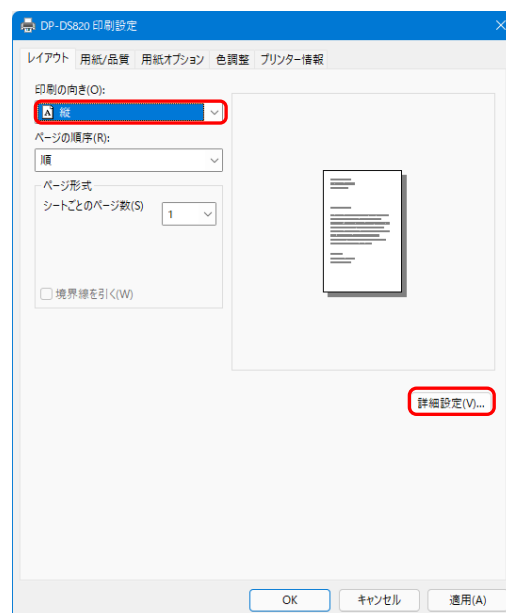 DP-DS820 印刷設定
レイアウト 用紙/品質 用紙オプション 色調整 プリンター情報
印刷の向き(O):
縦
ページの順序(R):
順
ページ形式
シートごとのページ数(S)
1
境界線を引く(W)
詳細設定(V)...
OK キャンセル 適用(A)